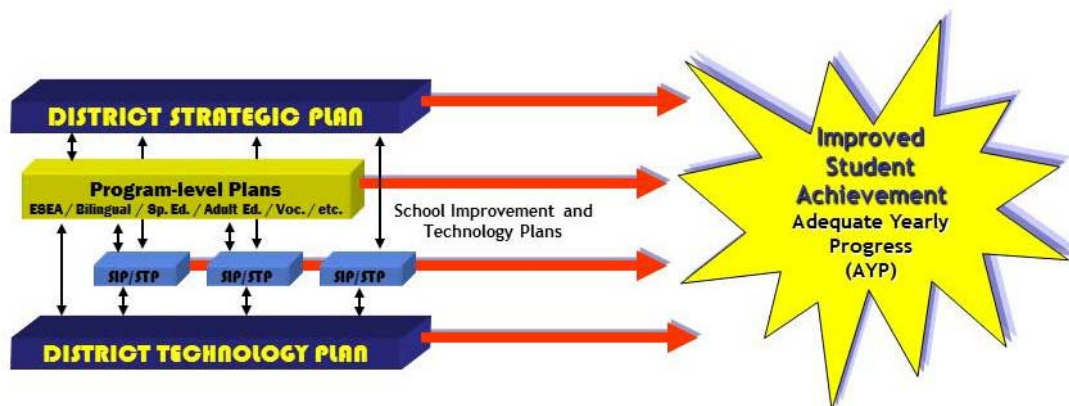 DISTRICT STRATEGIC PLAN
Program-level Plans
ESEA / Bilingual / Sp. Ed. / Adult Ed. / Voc. / etc.
School Improvement and
Technology Plans
SIP/STP
SIP/STP
SIP/STP
DISTRICT TECHNOLOGY PLAN
Improved
Student
Achievement
Adequate Yearly
Progress
(AYP)